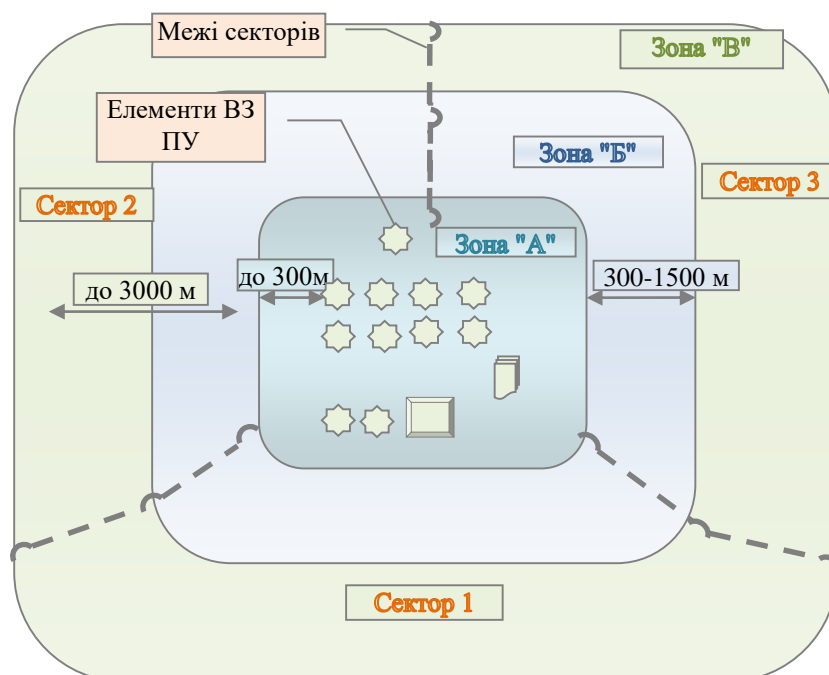 Межі секторів
Зона "В"
Елементи ВЗ
ПУ
Зона "Б"
Сектор 2
Сектор 3
Зона "А"
до 300м
до 3000 м
300-1500 м
Сектор 1